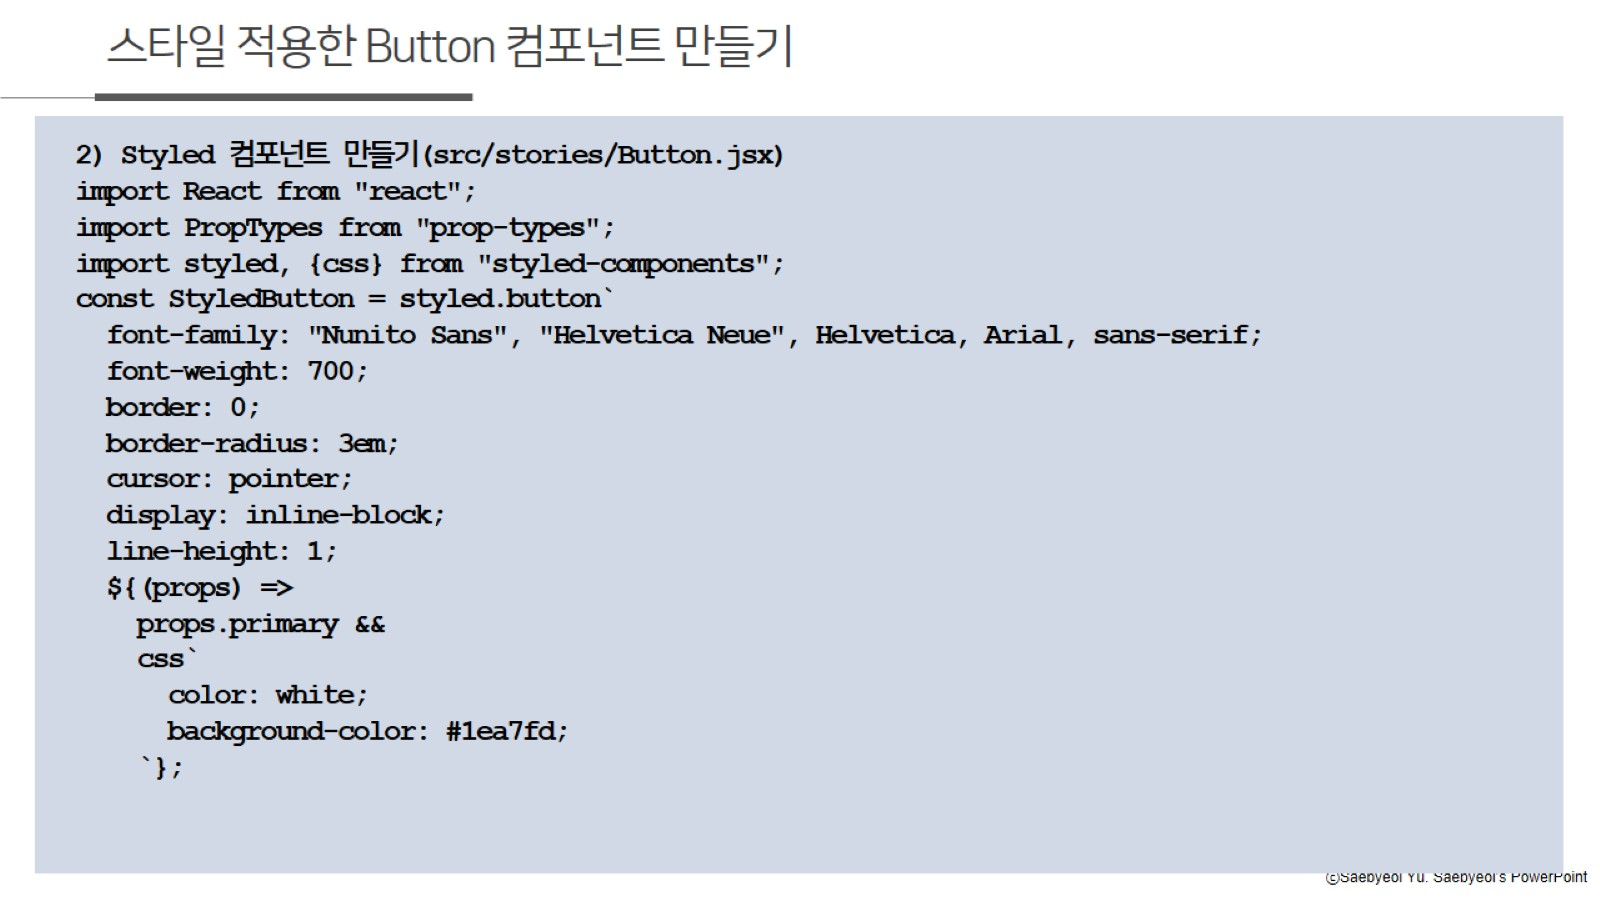 스타일 적용한 Button 컴포넌트 만들기
2) Styled 컴포넌트 만들기(src/stories/Button.jsx)
import React from "react";
import PropTypes from "prop-types";
import styled, {css} from "styled-components";
const StyledButton = styled.button`
font-family: "Nunito Sans", "Helvetica Neue", Helvetica, Arial, sans-serif;
font-weight: 700;
border: 0;
border-radius: 3em;
cursor: pointer;
display: inline-block;
line-height: 1;
${(props) =>
props.primary &&
css`
color: white;
background-color: #1ea7fd;
`};
ⓒSaebyeol Yu. Saebyeol's PowerPoint